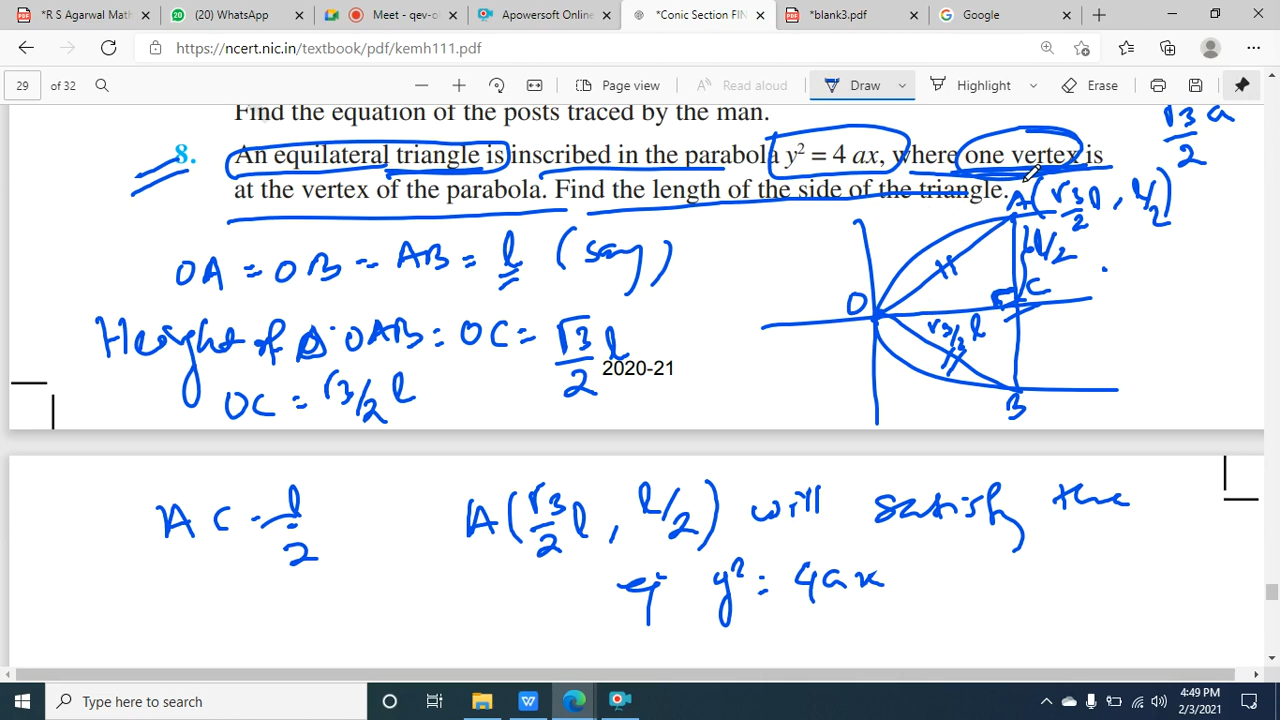 *R S Agarwal Mat
(20) WhatsApp
Meet - qev-o
Apowersoft Online
*Conic Section FIN
*blank3.pdf
Google
https://ncert.nic.in/textbook/pdf/kemh111.pdf
29 of 32
Page view
Read aloud
Draw
Highlight
Erase
Find the equation of the posts traced by the man.
√3/2 a
8. An equilateral triangle is inscribed in the parabola y² = 4 ax, where one vertex is
at the vertex of the parabola. Find the length of the side of the triangle.
A(√3/2 l, l/2)
OA = OB = AB = l (say)
l/2
C
O
√3/2 l
B
Height of Δ OAB = OC = √3/2 l
2020-21
OC = √3/2 l
AC = l/2
A(√3/2 l, l/2) will satisfy the
eqⁿ y² = 4ax
Type here to search
4:49 PM
2/3/2021